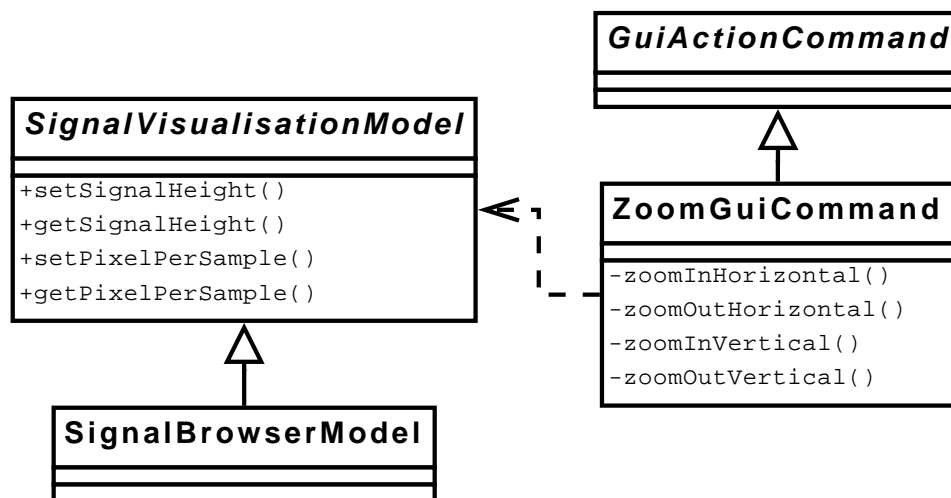 GuiActionCommand
SignalVisualisationModel
+setSignalHeight()
+getSignalHeight()
+setPixelPerSample()
+getPixelPerSample()
ZoomGuiCommand
-zoomInHorizontal()
-zoomOutHorizontal()
-zoomInVertical()
-zoomOutVertical()
SignalBrowserModel